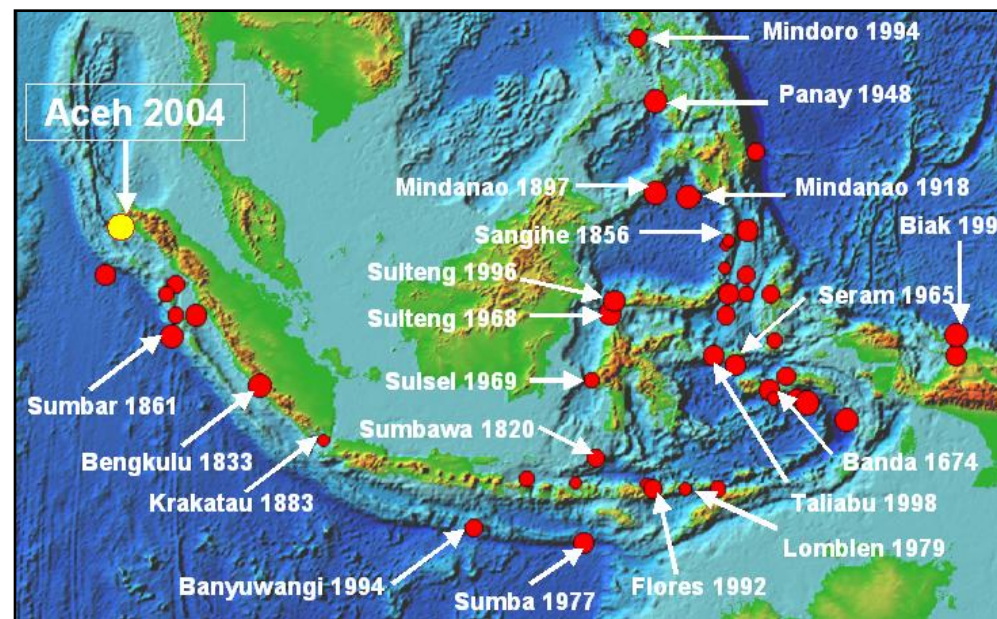 Mindoro 1994
Aceh 2004
Panay 1948
Mindanao 1897
Mindanao 1918
Sangihe 1856
Biak 199
Sulteng 1996
Seram 1965
Sulteng 1968
Sulsel 1969
Sumbar 1861
Sumbawa 1820
Bengkulu 1833
Banda 1674
Krakatau 1883
Taliabu 1998
Lomblen 1979
Banyuwangi 1994
Flores 1992
Sumba 1977